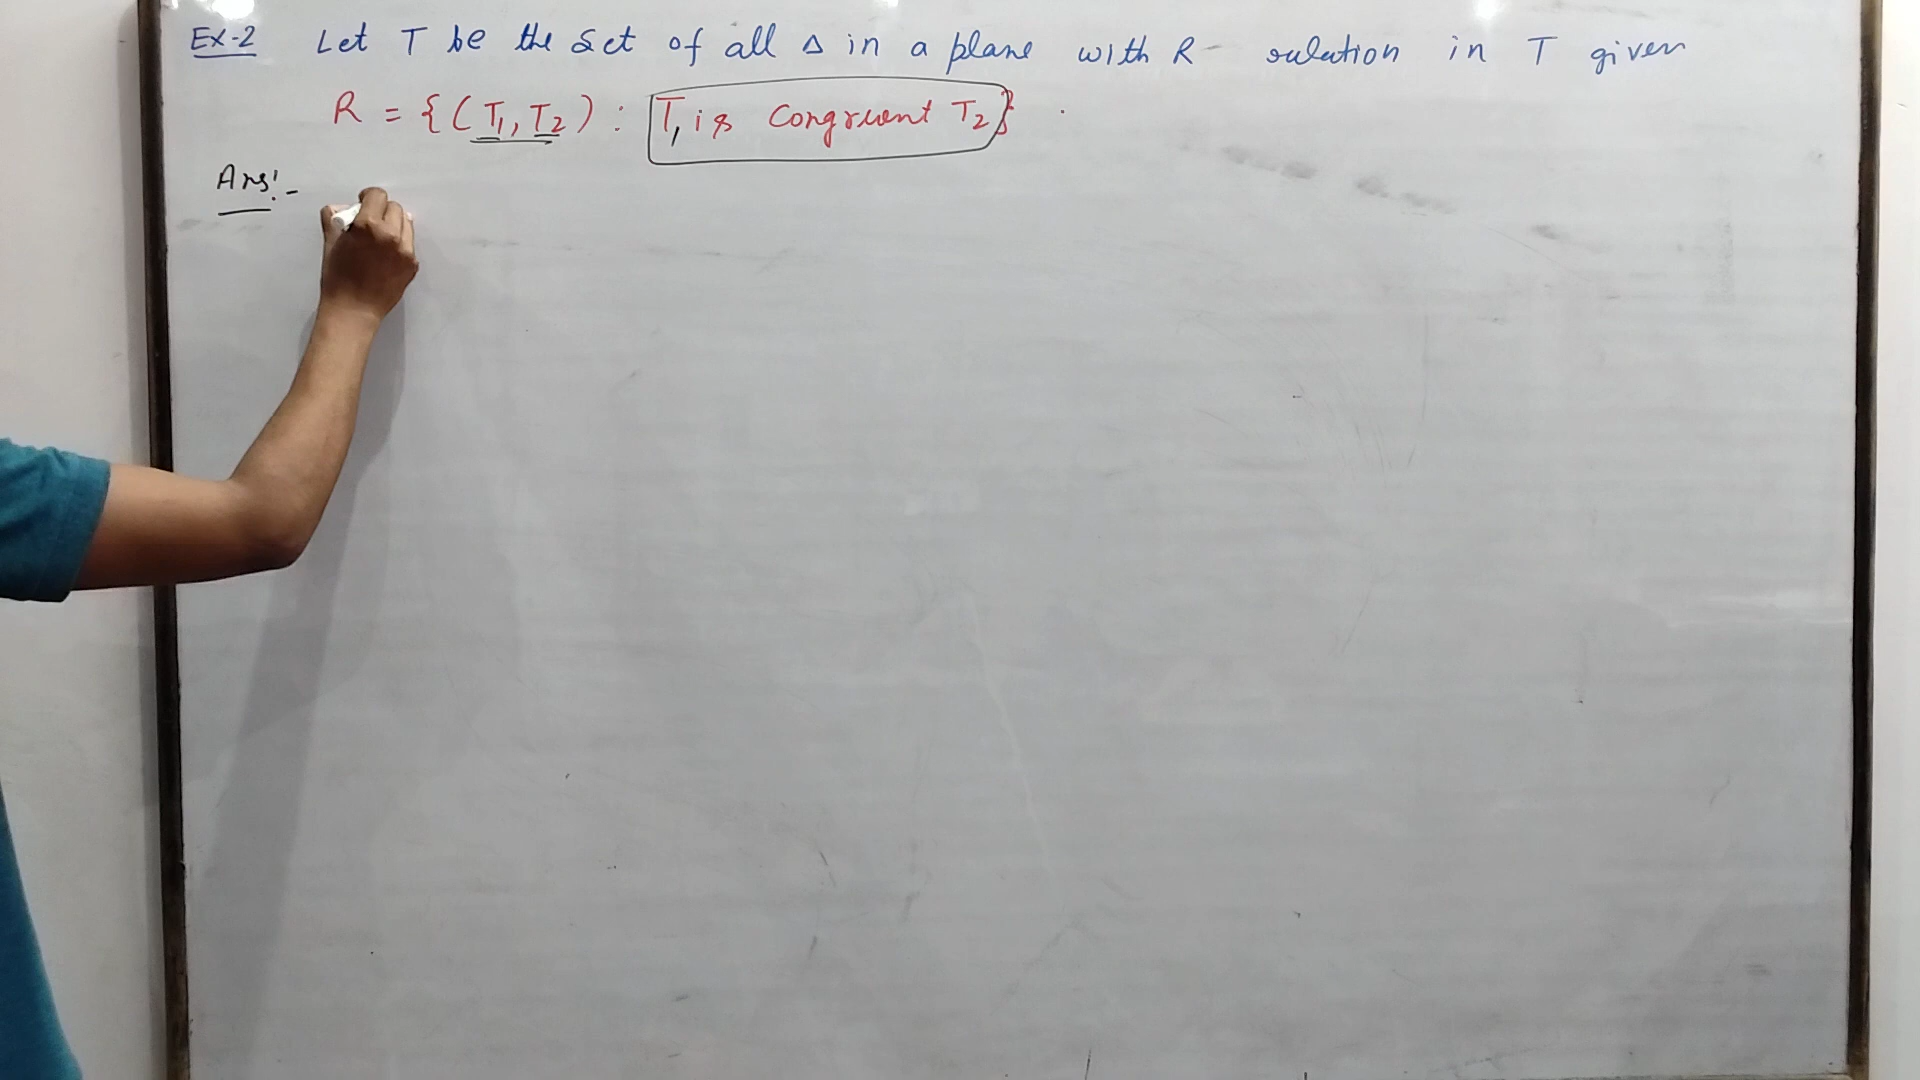 Ex-2 Let T be the set of all Δ in a plane with R - relation in T given
R = {(T₁, T₂) : T₁ is Congruent T₂} .
Ans:-